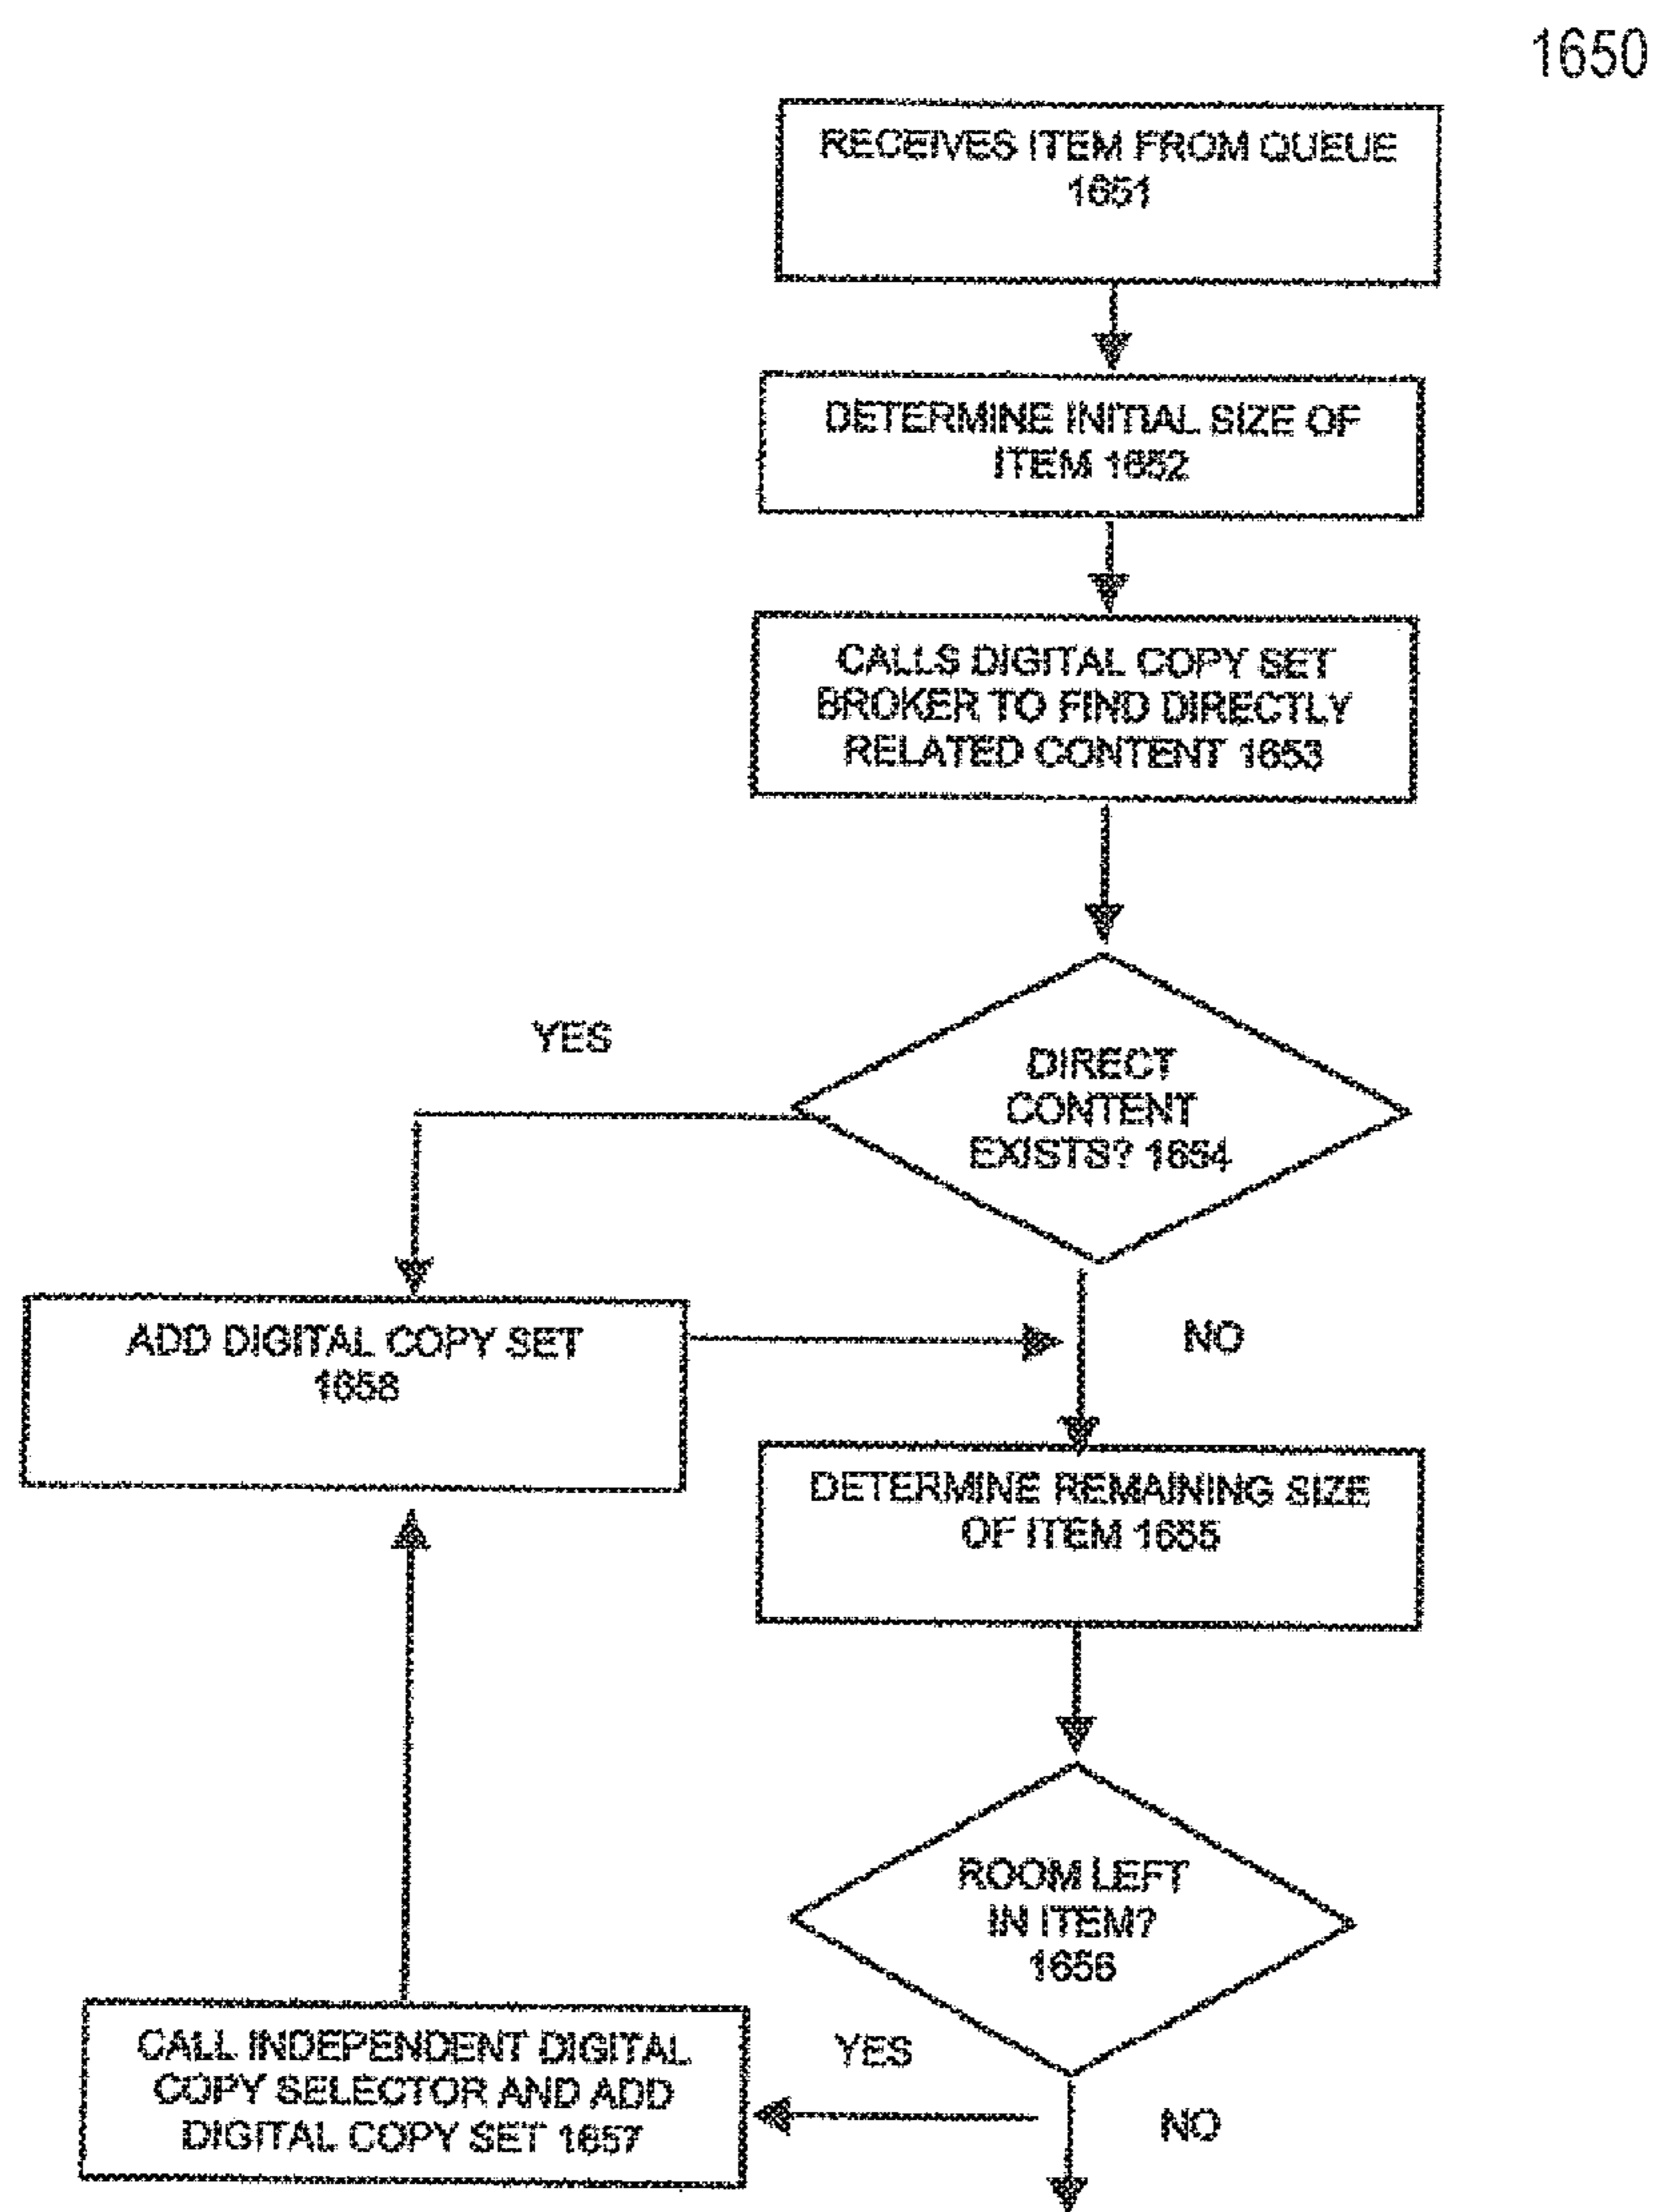 1650
RECEIVES ITEM FROM QUEUE
1651
DETERMINE INITIAL SIZE OF
ITEM 1652
CALLS DIGITAL COPY SET
BROKER TO FIND DIRECTLY
RELATED CONTENT 1653
YES
DIRECT
CONTENT
EXISTS? 1654
ADD DIGITAL COPY SET
1658
NO
DETERMINE REMAINING SIZE
OF ITEM 1655
ROOM LEFT
IN ITEM?
1656
CALL INDEPENDENT DIGITAL
COPY SELECTOR AND ADD
DIGITAL COPY SET 1657
YES
NO